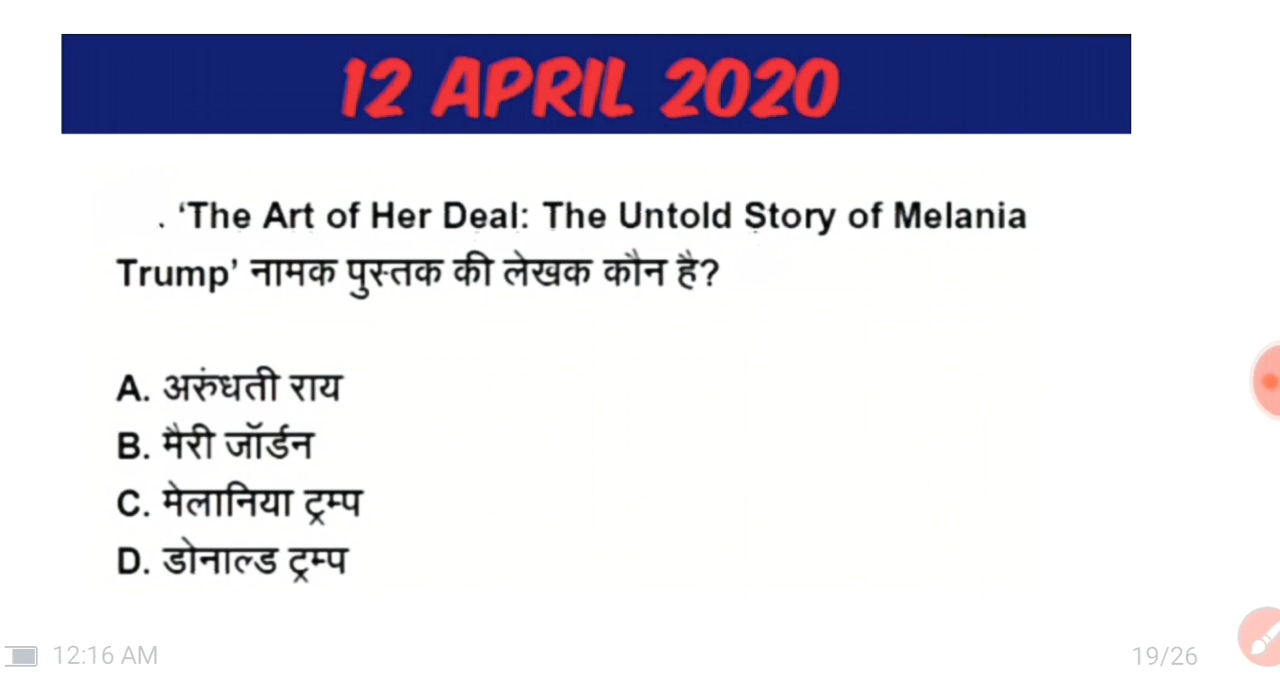 12 APRIL 2020
. ‘The Art of Her Deal: The Untold Story of Melania
Trump’ नामक पुस्तक की लेखक कौन है?
A. अरुंधती राय
B. मैरी जॉर्डन
C. मेलानिया ट्रम्प
D. डोनाल्ड ट्रम्प
12:16 AM
19/26